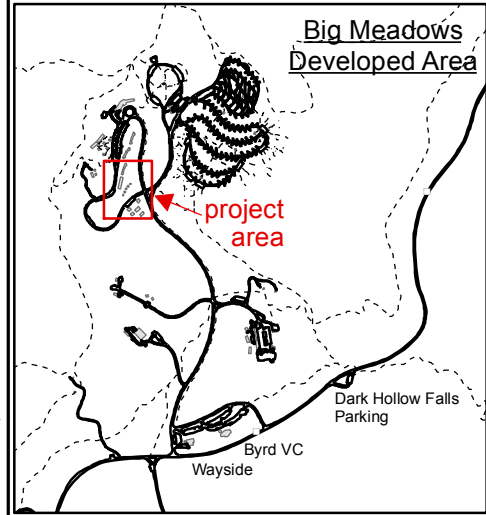 Big Meadows
Developed Area
project
area
Dark Hollow Falls
Parking
Byrd VC
Wayside